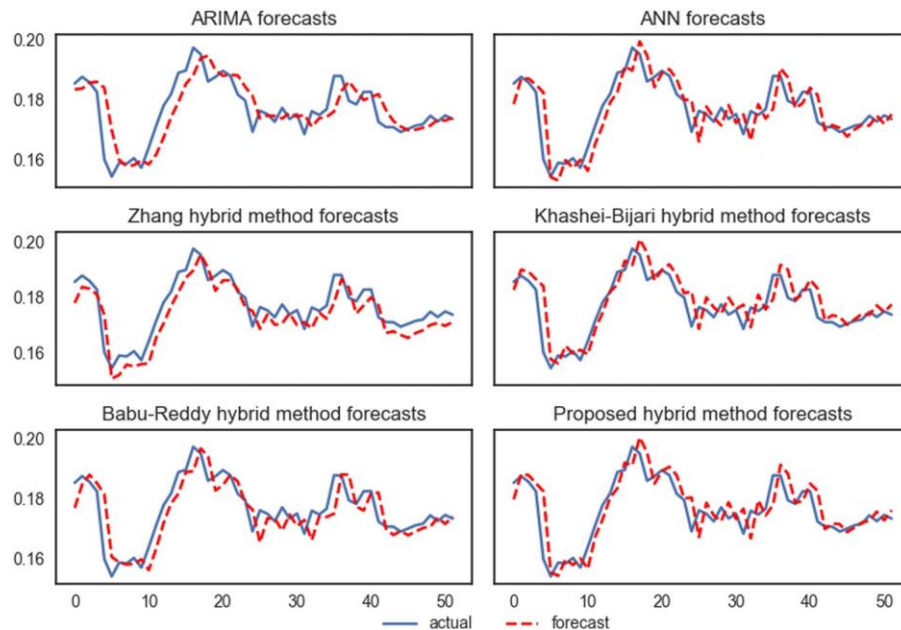 ARIMA forecasts
ANN forecasts
0.20
0.18
0.16
Zhang hybrid method forecasts
Khashei-Bijari hybrid method forecasts
0.20
0.18
0.16
Babu-Reddy hybrid method forecasts
Proposed hybrid method forecasts
0.20
0.18
0.16
0 10 20 30 40 50
0 10 20 30 40 50
actual forecast